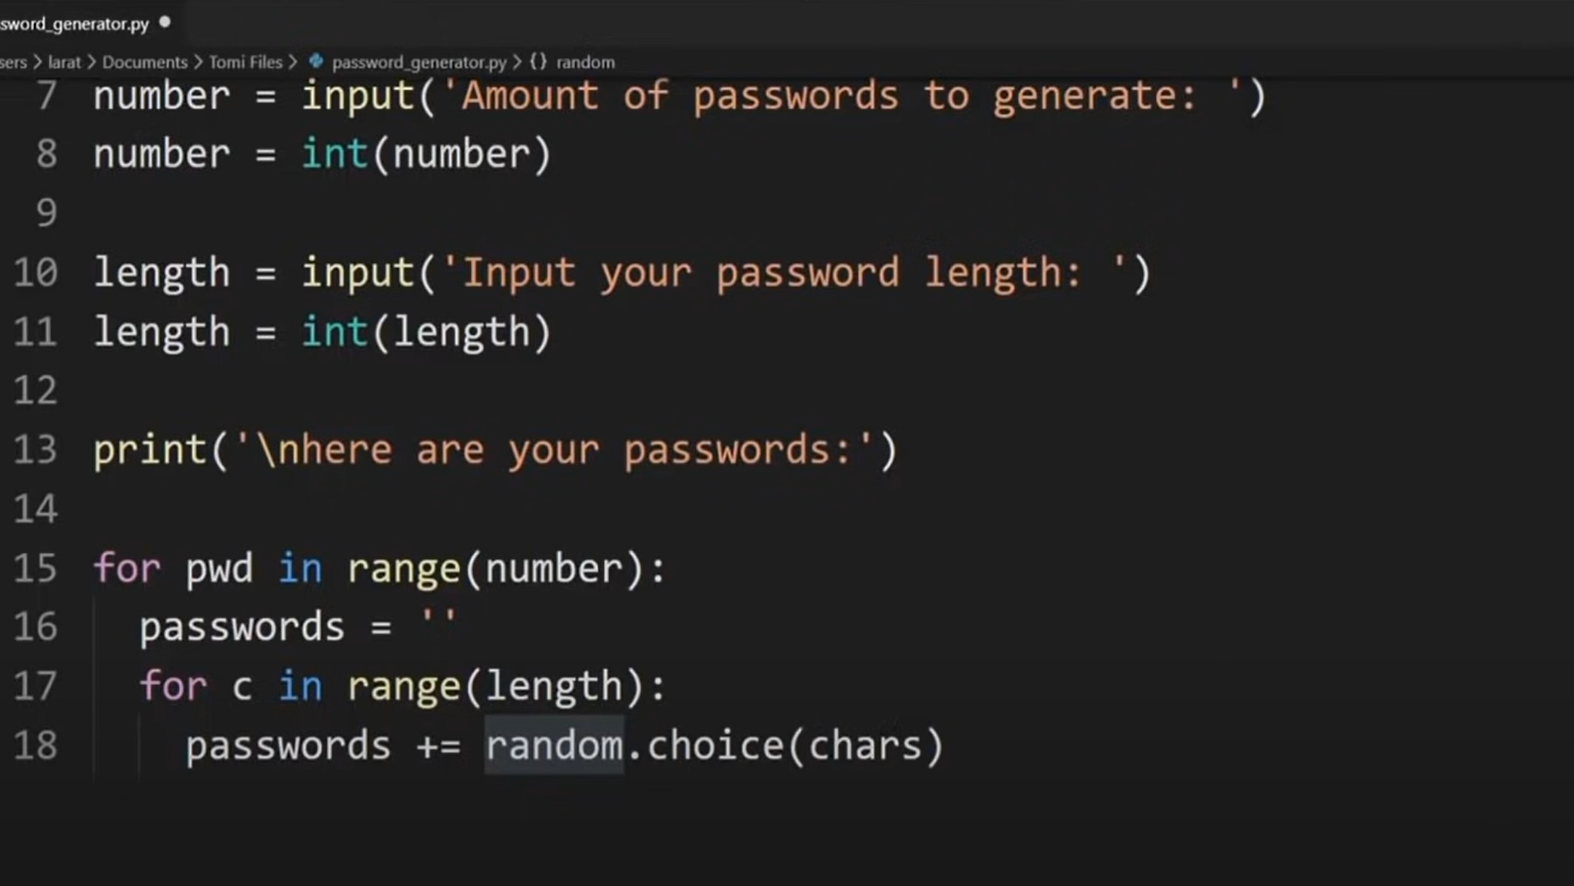 sword_generator.py
sers > larat > Documents > Tomi Files > password_generator.py > {} random
7 number = input('Amount of passwords to generate: ')
8 number = int(number)
9
10 length = input('Input your password length: ')
11 length = int(length)
12
13 print('\nhere are your passwords:')
14
15 for pwd in range(number):
16 passwords = ''
17 for c in range(length):
18 passwords += random.choice(chars)